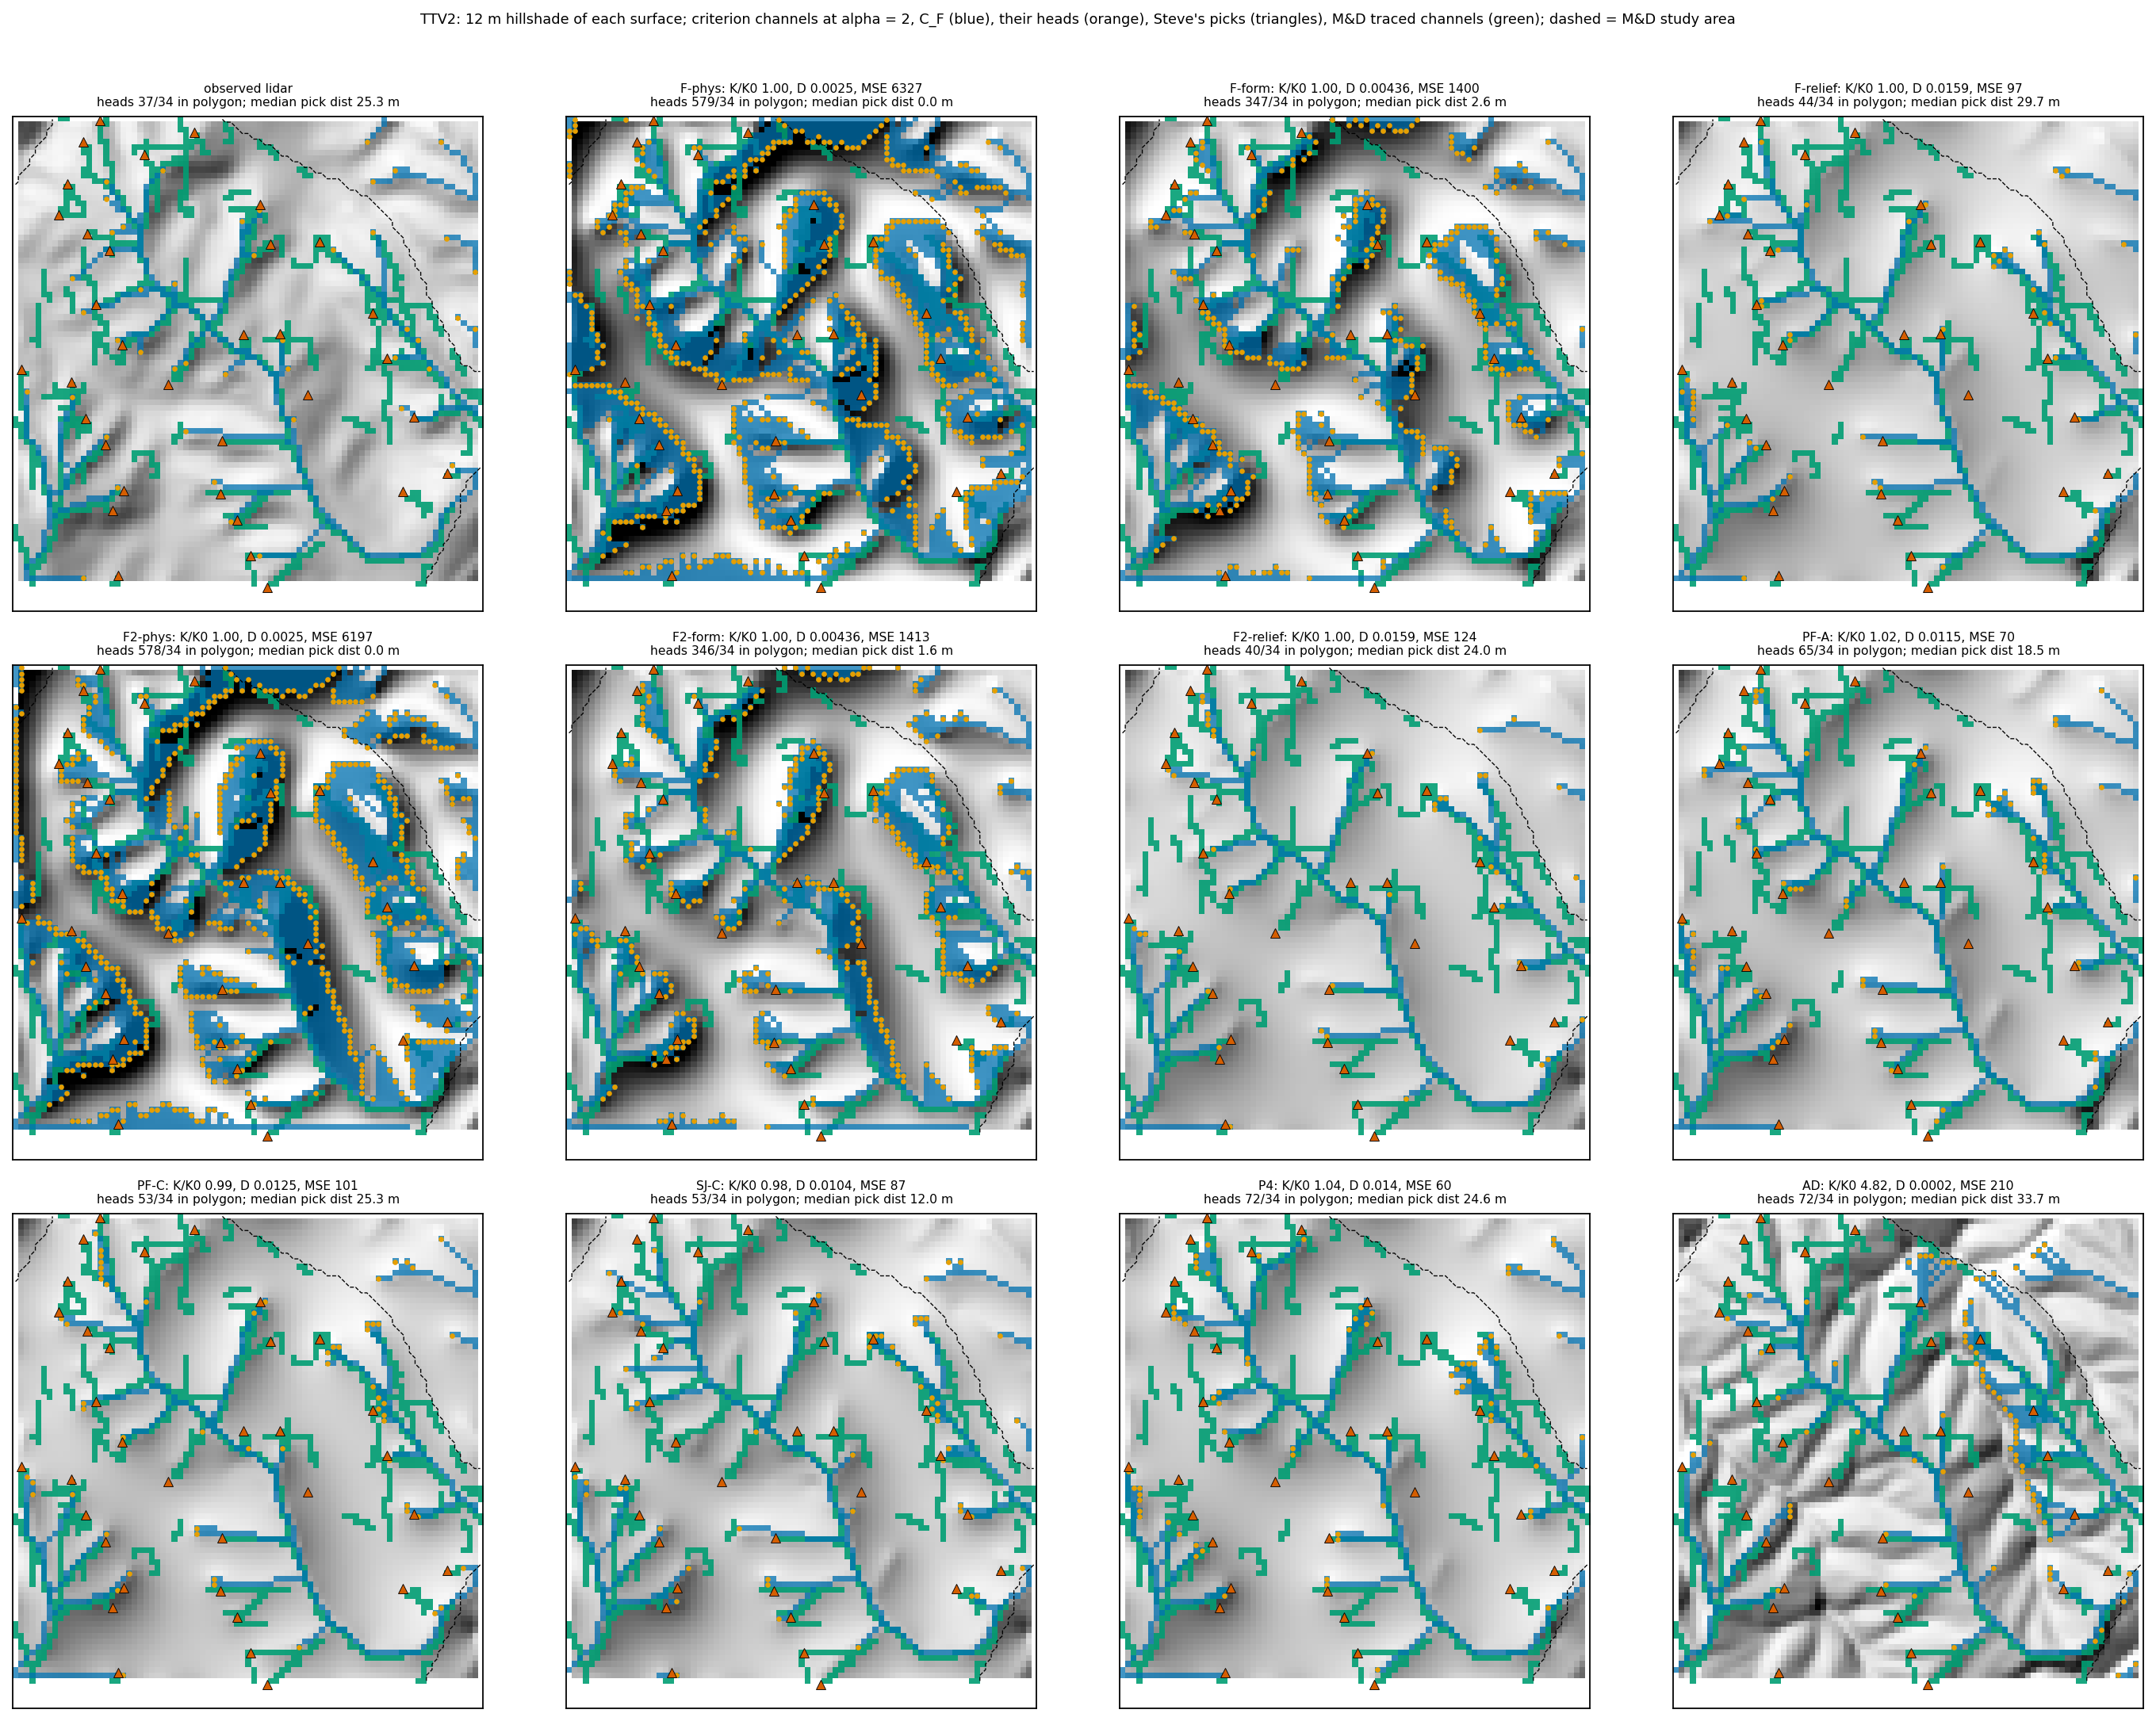 TTV2: 12 m hillshade of each surface; criterion channels at alpha = 2, C_F (blue), their heads (orange), Steve's picks (triangles), M&D traced channels (green); dashed = M&D study area
observed lidar
heads 37/34 in polygon; median pick dist 25.3 m
F-phys: K/K0 1.00, D 0.0025, MSE 6327
heads 579/34 in polygon; median pick dist 0.0 m
F-form: K/K0 1.00, D 0.00436, MSE 1400
heads 347/34 in polygon; median pick dist 2.6 m
F-relief: K/K0 1.00, D 0.0159, MSE 97
heads 44/34 in polygon; median pick dist 29.7 m
F2-phys: K/K0 1.00, D 0.0025, MSE 6197
heads 578/34 in polygon; median pick dist 0.0 m
F2-form: K/K0 1.00, D 0.00436, MSE 1413
heads 346/34 in polygon; median pick dist 1.6 m
F2-relief: K/K0 1.00, D 0.0159, MSE 124
heads 40/34 in polygon; median pick dist 24.0 m
PF-A: K/K0 1.02, D 0.0115, MSE 70
heads 65/34 in polygon; median pick dist 18.5 m
PF-C: K/K0 0.99, D 0.0125, MSE 101
heads 53/34 in polygon; median pick dist 25.3 m
SJ-C: K/K0 0.98, D 0.0104, MSE 87
heads 53/34 in polygon; median pick dist 12.0 m
P4: K/K0 1.04, D 0.014, MSE 60
heads 72/34 in polygon; median pick dist 24.6 m
AD: K/K0 4.82, D 0.0002, MSE 210
heads 72/34 in polygon; median pick dist 33.7 m